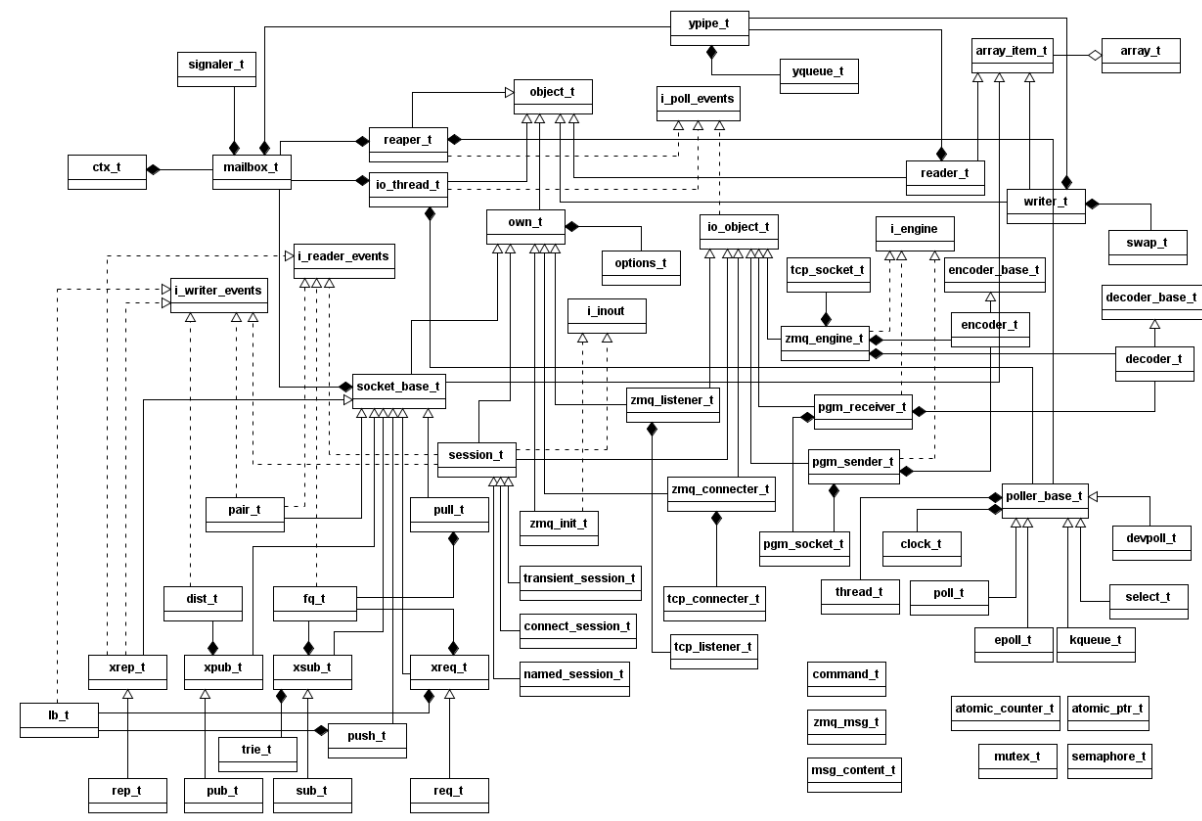 ypipe_t
array_item_t
array_t
signaler_t
yqueue_t
object_t
i_poll_events
reaper_t
ctx_t
mailbox_t
reader_t
io_thread_t
writer_t
own_t
io_object_t
i_engine
swap_t
i_reader_events
options_t
tcp_socket_t
encoder_base_t
i_writer_events
decoder_base_t
i_inout
zmq_engine_t
encoder_t
decoder_t
socket_base_t
zmq_listener_t
pgm_receiver_t
session_t
pgm_sender_t
zmq_connecter_t
poller_base_t
pair_t
pull_t
zmq_init_t
pgm_socket_t
clock_t
devpoll_t
transient_session_t
dist_t
fq_t
tcp_connecter_t
thread_t
poll_t
select_t
connect_session_t
tcp_listener_t
epoll_t
kqueue_t
xrep_t
xpub_t
xsub_t
xreq_t
named_session_t
command_t
lb_t
atomic_counter_t
atomic_ptr_t
push_t
zmq_msg_t
trie_t
mutex_t
semaphore_t
msg_content_t
rep_t
pub_t
sub_t
req_t